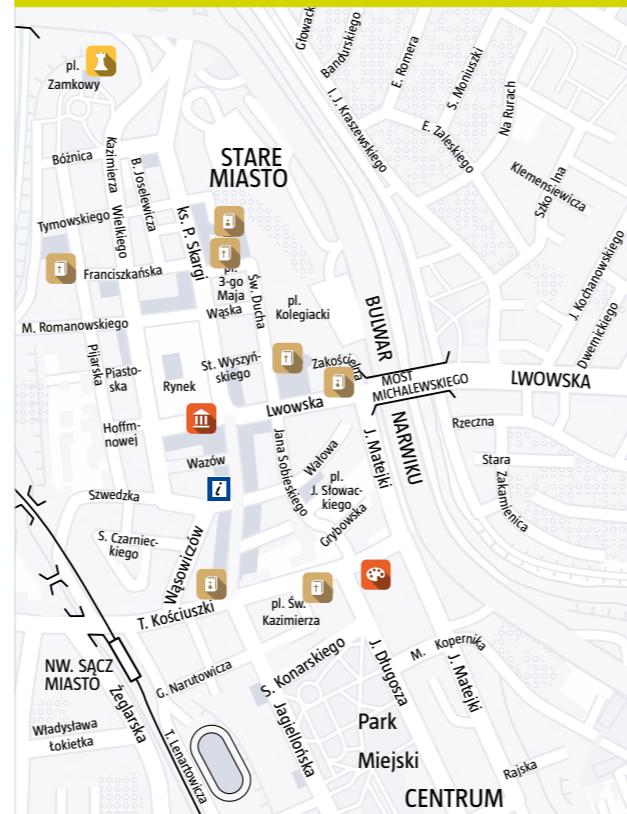 pl.
Zamkowy
Głowac
Bandurskiego
E. Romera
S. Moniuszki
Na Rurach
I. J. Kraszewskiego
E. Zaleskiego
Klemensiewicza
Szkolna
J. Kochanowskiego
Dwernickiego
Bóżnica
Kazimierza
Wielkiego
B. Joselewicza
STARE
MIASTO
Tymowskiego
ks. P. Skargi
Franciszkańska
pl.
3-go
Maja
Wąska
Św. Ducha
pl.
Kolegiacki
M. Romanowskiego
Pijarska
Piasto-
ska
Rynek
St. Wyszyń-
skiego
Zakościelna
BULWAR
NARWIKU
MOST
MICHALEWSKIEGO
LWOWSKA
Lwowska
Hoffm-
nowej
Wazów
Jana Sobieskiego
Wałowa
J. Matejki
Rzeczna
Stara
Zakamienica
Szwedzka
i
pl.
J. Słowac-
kiego
Grybowska
S. Czarniec-
kiego
Wąsowiczów
T. Kościuszki
pl. Św.
Kazimierza
NW. SĄCZ
MIASTO
Żeglarska
G. Narutowicza
S. Konarskiego
Jagiellońska
J. Długosza
M. Kopernika
J. Matejki
Władysława
Łokietka
T. Lenartowicza
Park
Miejski
Rajska
CENTRUM